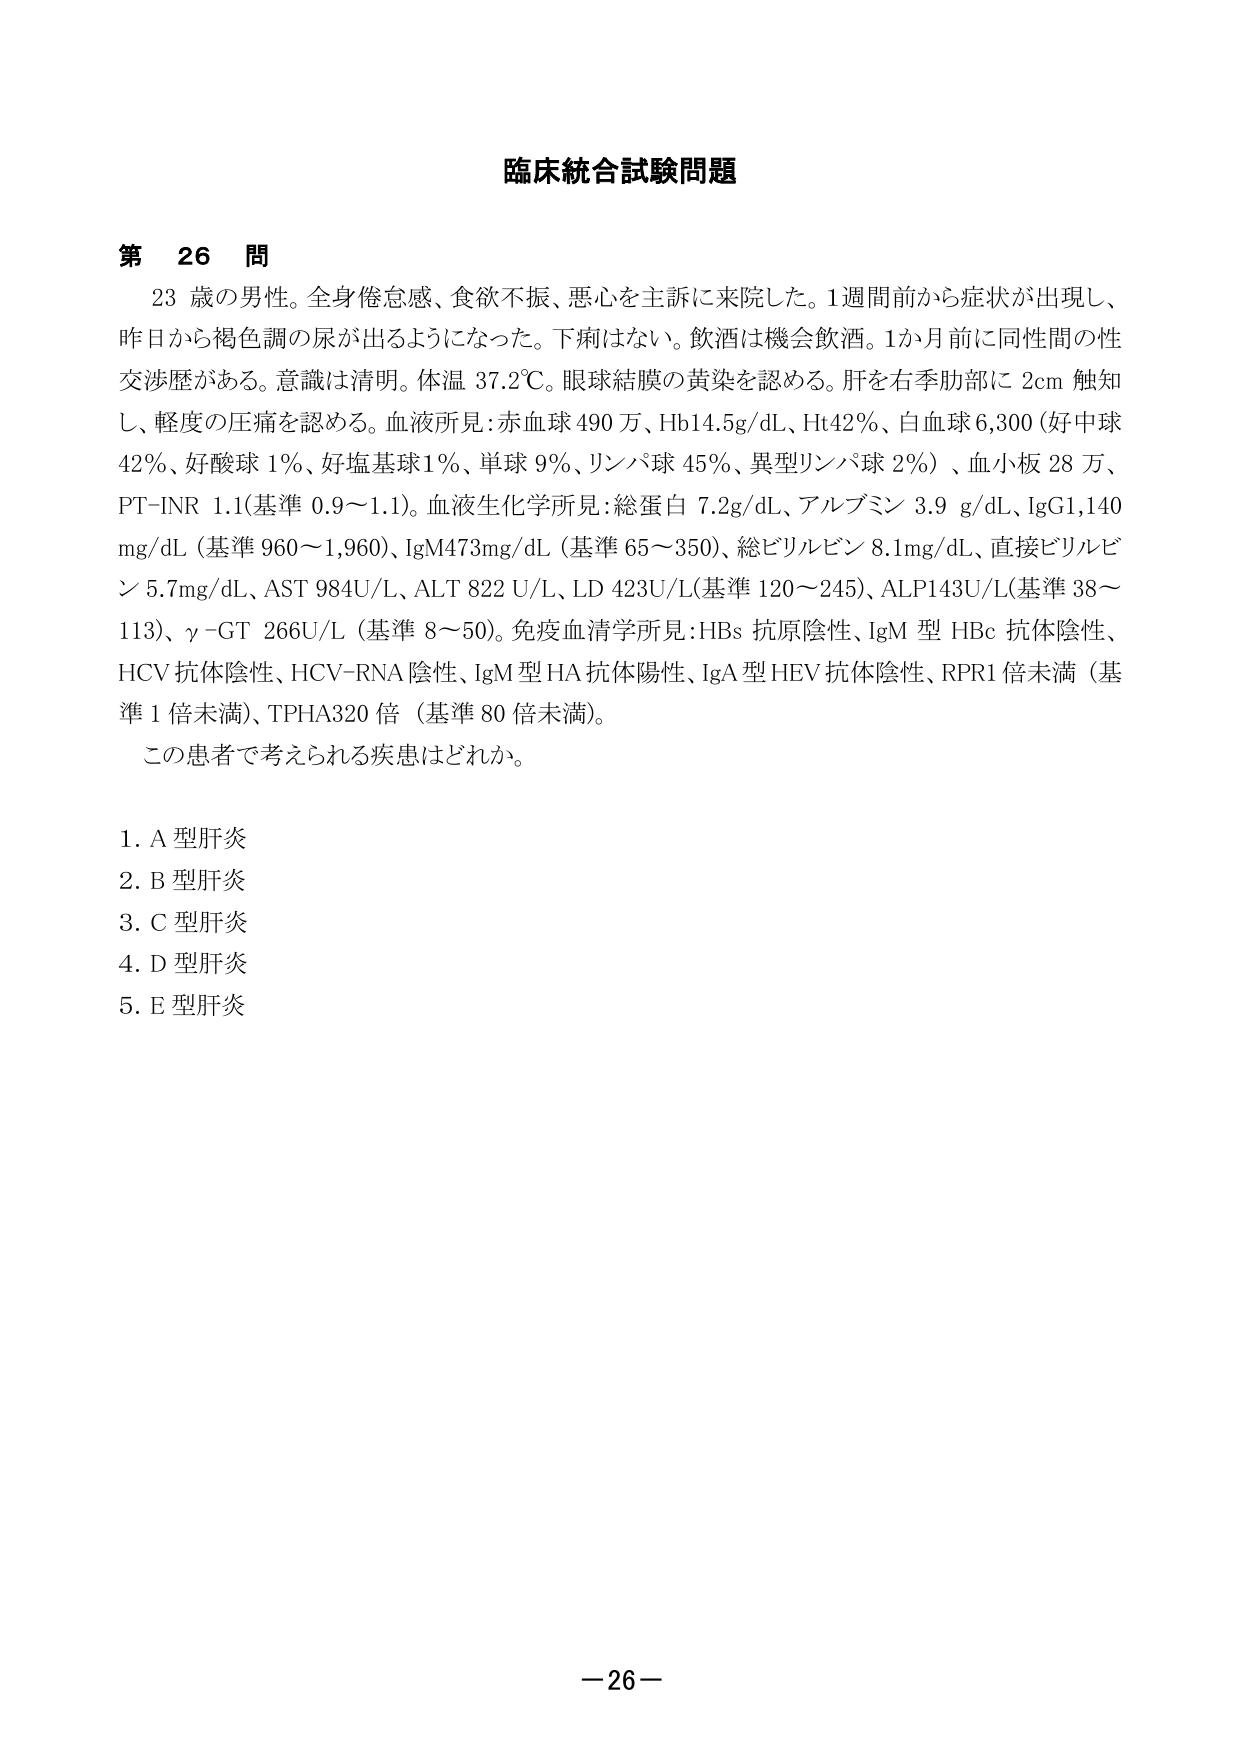 臨床統合試験問題
第 26 問
23 歳の男性。全身倦怠感、食欲不振、悪心を主訴に来院した。1週間前から症状が出現し、
昨日から褐色調の尿が出るようになった。下痢はない。飲酒は機会飲酒。1か月前に同性間の性
交渉歴がある。意識は清明。体温 37.2℃。眼球結膜の黄染を認める。肝を右季肋部に 2cm 触知
し、軽度の圧痛を認める。血液所見:赤血球 490 万、Hb14.5g/dL、Ht42%、白血球 6,300 (好中球
42%、好酸球 1%、好塩基球1%、単球 9%、リンパ球 45%、異型リンパ球 2%) 、血小板 28 万、
PT-INR 1.1(基準 0.9～1.1)。血液生化学所見:総蛋白 7.2g/dL、アルブミン 3.9 g/dL、IgG1,140
mg/dL (基準 960～1,960)、IgM473mg/dL (基準 65～350)、総ビリルビン 8.1mg/dL、直接ビリルビ
ン 5.7mg/dL、AST 984U/L、ALT 822 U/L、LD 423U/L(基準 120～245)、ALP143U/L(基準 38～
113)、γ-GT 266U/L (基準 8～50)。免疫血清学所見:HBs 抗原陰性、IgM 型 HBc 抗体陰性、
HCV 抗体陰性、HCV-RNA 陰性、IgM 型 HA 抗体陽性、IgA 型 HEV 抗体陰性、RPR1 倍未満 (基
準 1 倍未満)、TPHA320 倍 (基準 80 倍未満)。
この患者で考えられる疾患はどれか。
1. A 型肝炎
2. B 型肝炎
3. C 型肝炎
4. D 型肝炎
5. E 型肝炎
－26－